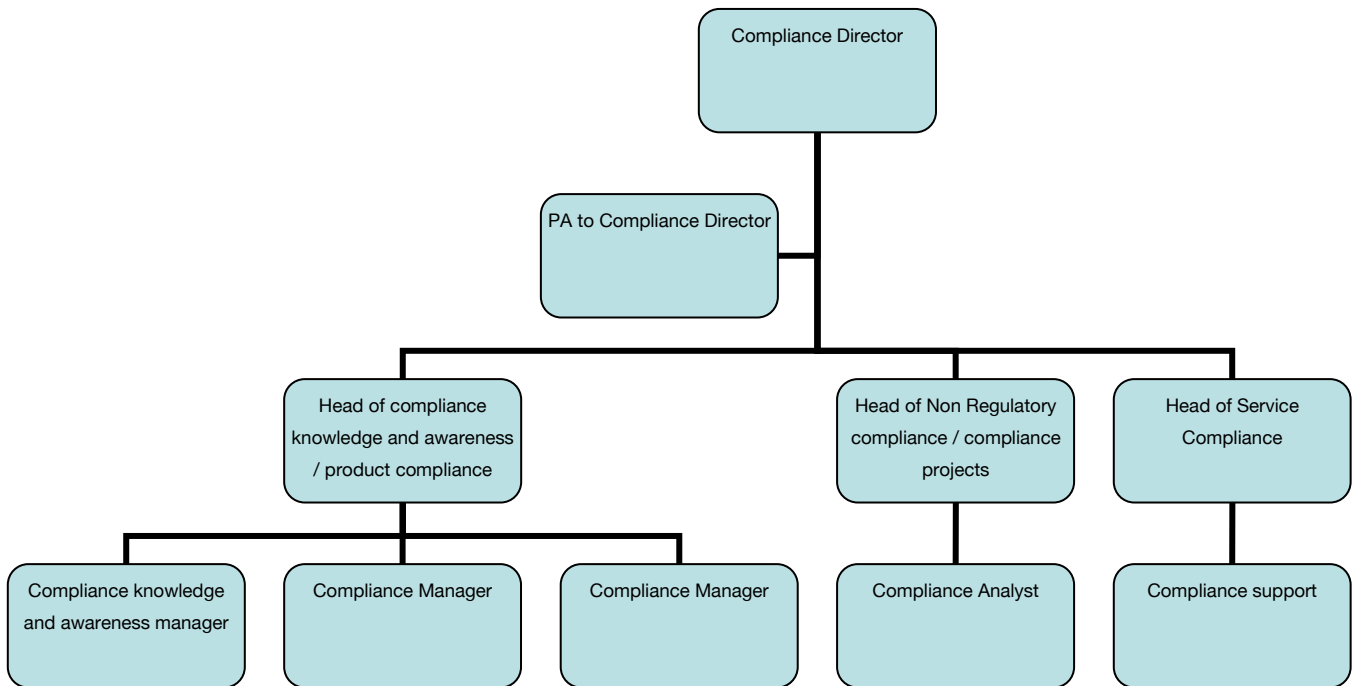 Compliance Director
PA to Compliance Director
Head of compliance
knowledge and awareness
/ product compliance
Head of Non Regulatory
compliance / compliance
projects
Head of Service
Compliance
Compliance knowledge
and awareness manager
Compliance Manager
Compliance Manager
Compliance Analyst
Compliance support